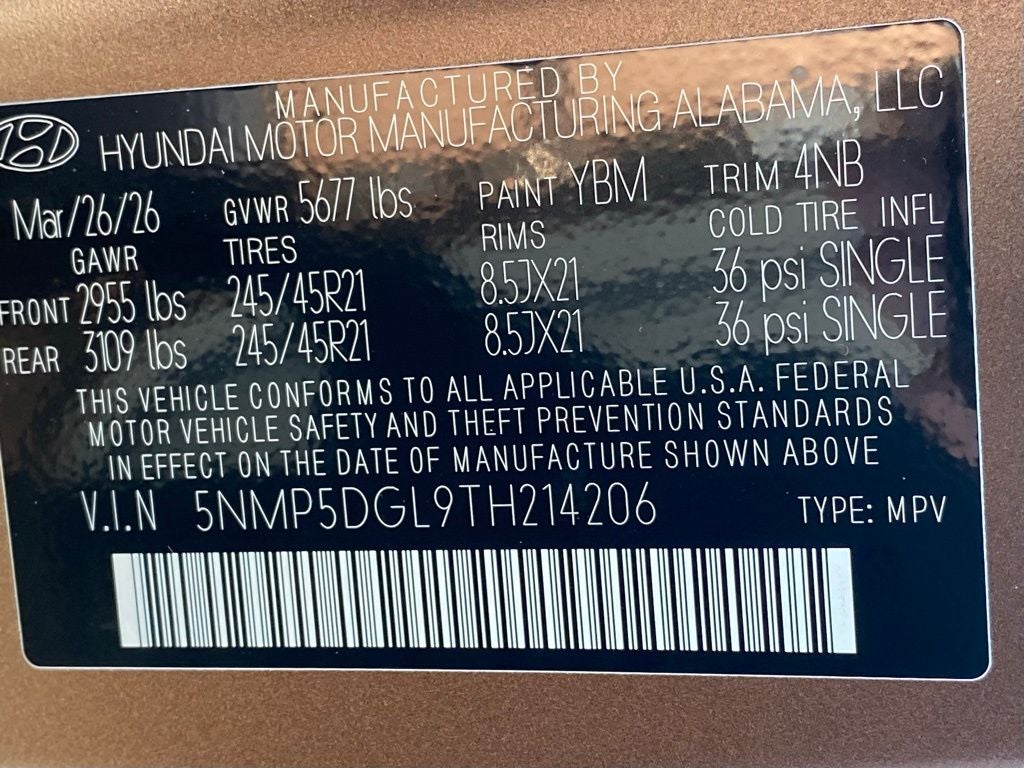 MANUFACTURED BY
HYUNDAI MOTOR MANUFACTURING ALABAMA, LLC
Mar/26/26 GVWR 5677 lbs PAINT YBM TRIM 4NB
GAWR TIRES RIMS COLD TIRE INFL
FRONT 2955 lbs 245/45R21 8.5JX21 36 psi SINGLE
REAR 3109 lbs 245/45R21 8.5JX21 36 psi SINGLE
THIS VEHICLE CONFORMS TO ALL APPLICABLE U.S.A. FEDERAL
MOTOR VEHICLE SAFETY AND THEFT PREVENTION STANDARDS
IN EFFECT ON THE DATE OF MANUFACTURE SHOWN ABOVE
V.I.N 5NMP5DGL9TH214206 TYPE: MPV